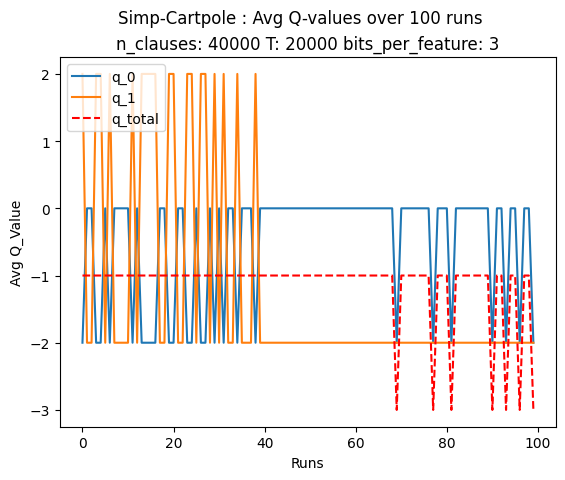 Simp-Cartpole : Avg Q-values over 100 runs
n_clauses: 40000 T: 20000 bits_per_feature: 3
q_0
q_1
q_total
2
1
0
−1
−2
−3
Avg Q_Value
0
20
40
60
80
100
Runs